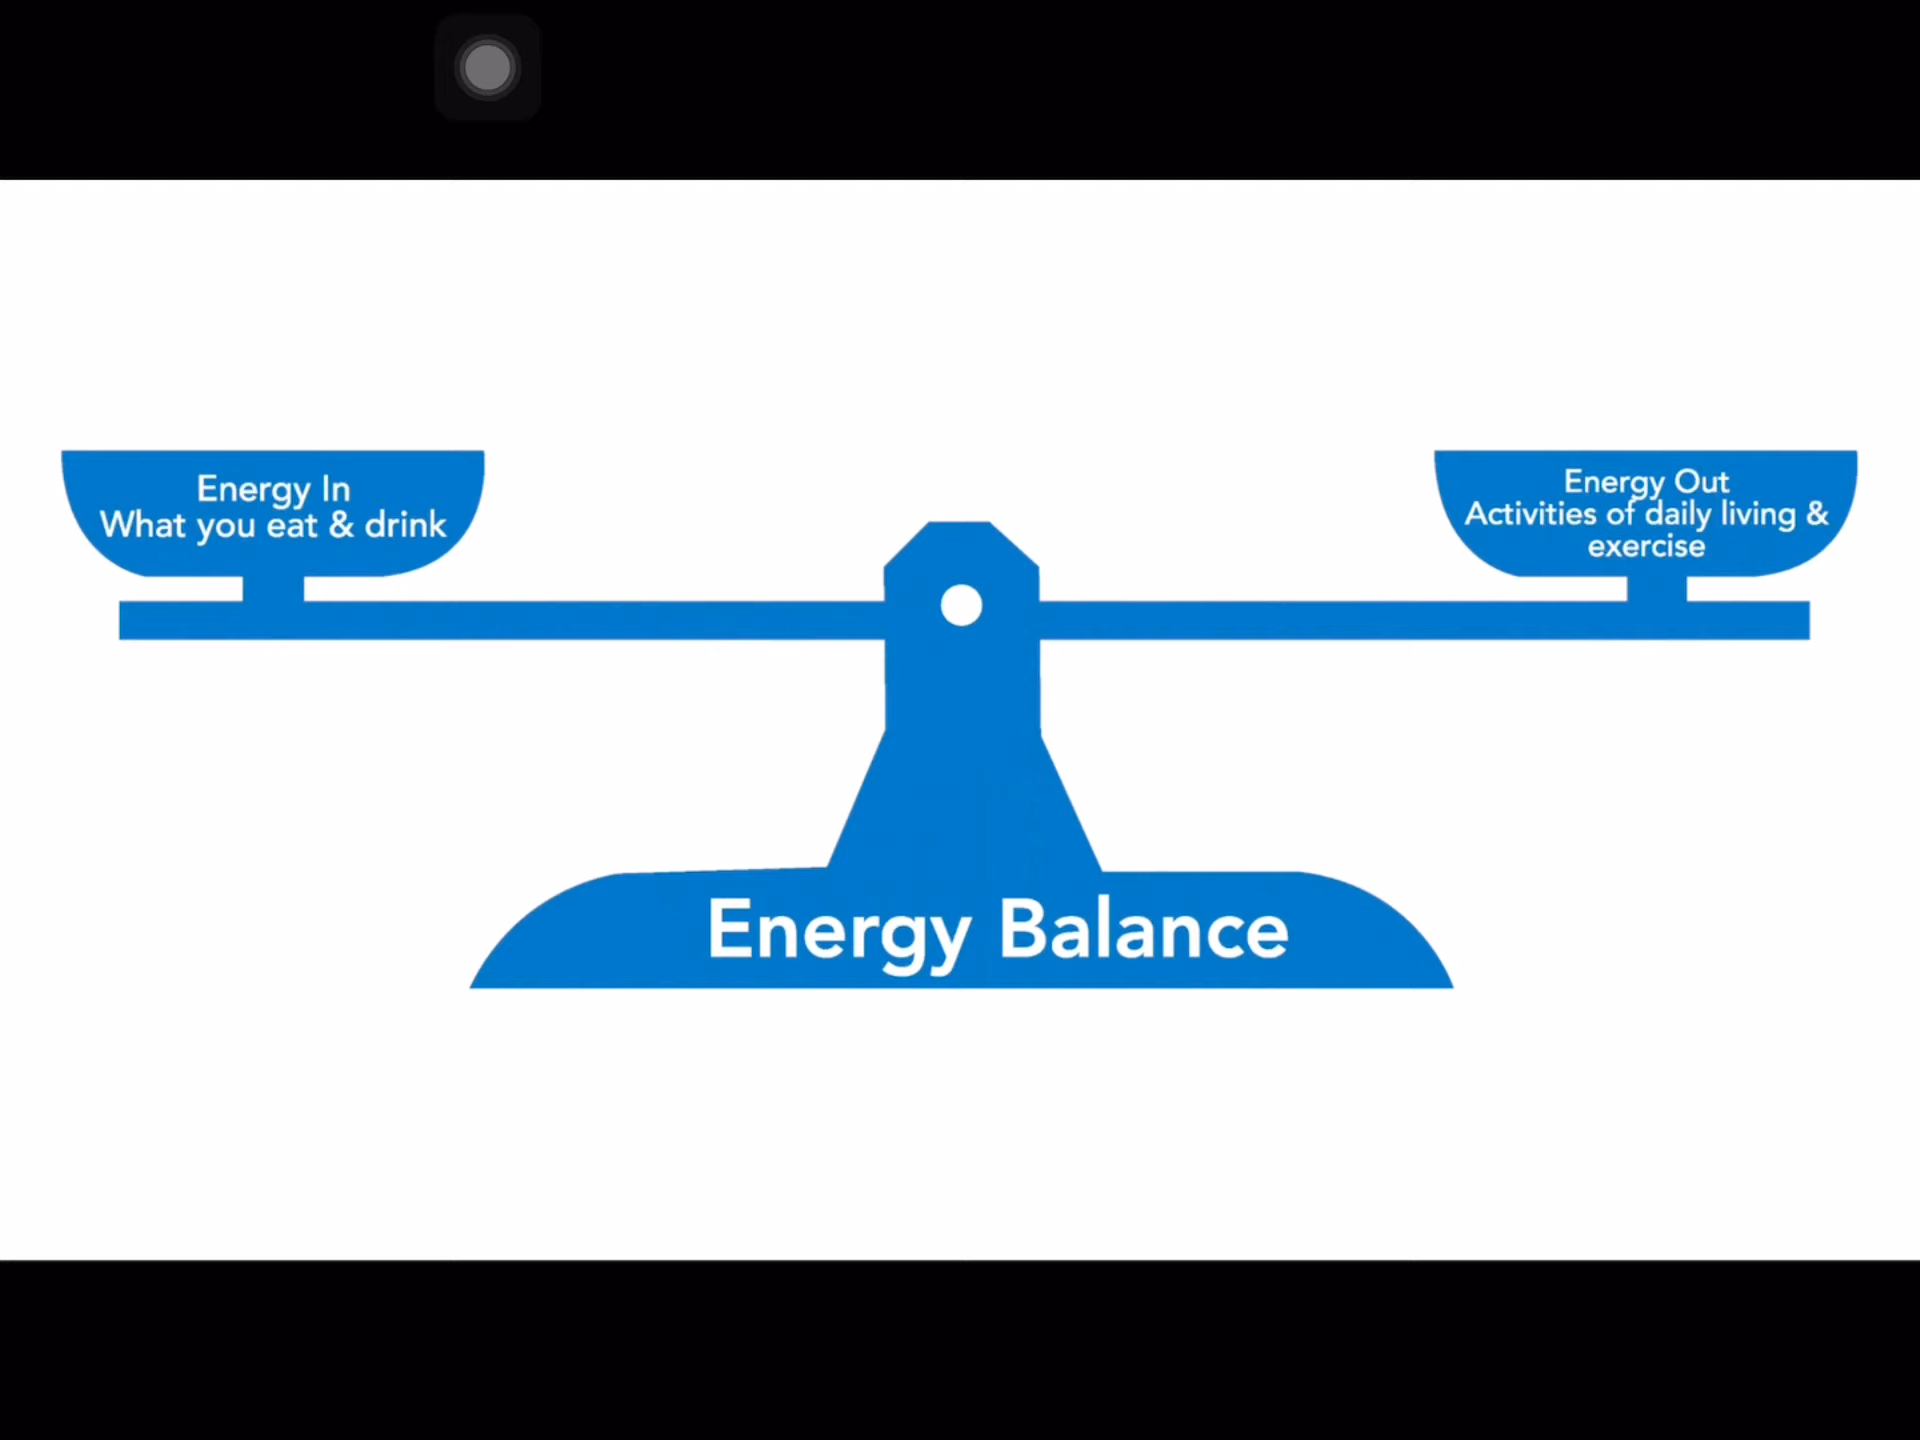 Energy In
What you eat & drink
Energy Out
Activities of daily living &
exercise
Energy Balance